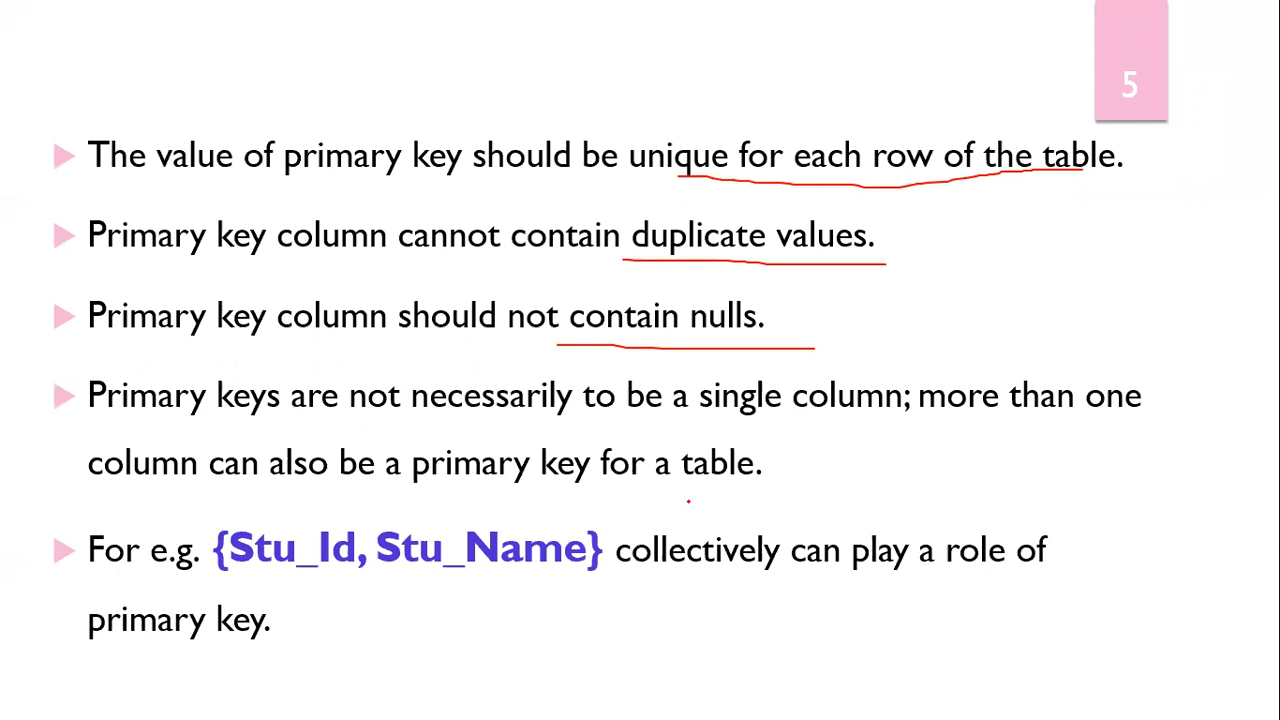 5
The value of primary key should be unique for each row of the table.
Primary key column cannot contain duplicate values.
Primary key column should not contain nulls.
Primary keys are not necessarily to be a single column; more than one
column can also be a primary key for a table.
For e.g. {Stu_Id, Stu_Name} collectively can play a role of
primary key.